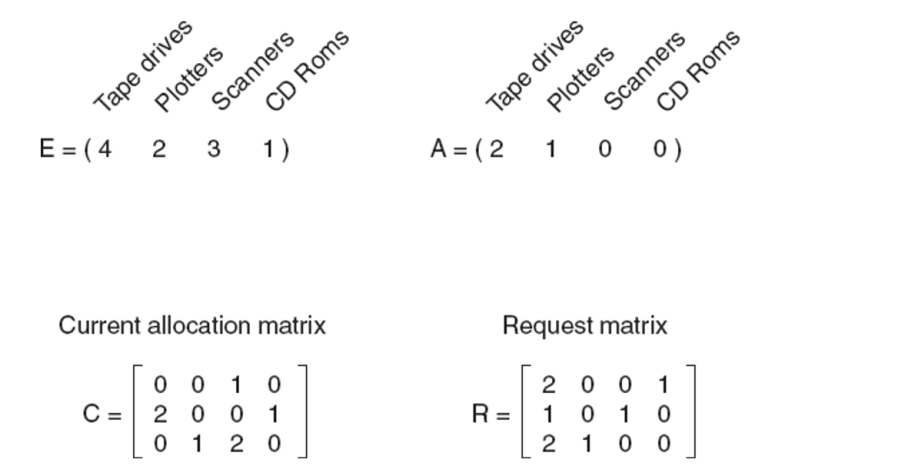 Tape drives Plotters Scanners CD Roms
Tape drives Plotters Scanners CD Roms
E = ( 4 2 3 1 )
A = ( 2 1 0 0 )
Current allocation matrix
Request matrix
0 0 1 0
C = 2 0 0 1
0 1 2 0
2 0 0 1
R = 1 0 1 0
2 1 0 0